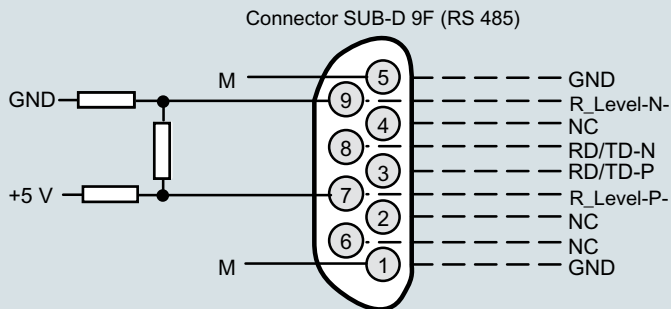 Connector SUB-D 9F (RS 485)
M
5
GND
GND
9
R_Level-N-
4
NC
8
RD/TD-N
3
RD/TD-P
+5 V
7
R_Level-P-
2
NC
6
NC
M
1
GND